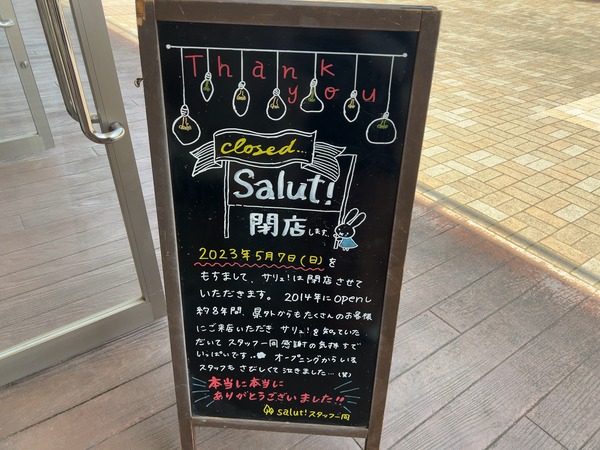 Thank
you
closed...
Salut!
閉店します...
2023年5月7日(日)を
もちまして、サリュ!は閉店させて
いただきます。2014年にopenし
約8年間、県外からもたくさんのお客様
にご来店いただき サリュ!を知っていた
だいて スタッフ一同感謝の気持ちで
いっぱいです.. オープニングからいる
スタッフも さびしくて泣きました...(笑)
本当に本当に
ありがとうございました!!
salut!スタッフ一同